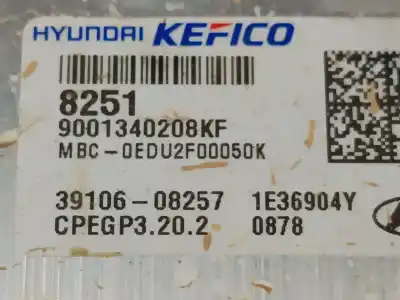 HYUNDAI KEFICO
8251
9001340208KF
MBC-0EDU2F00050K
39106-08257 1E36904Y
CPEGP3.20.2 0878